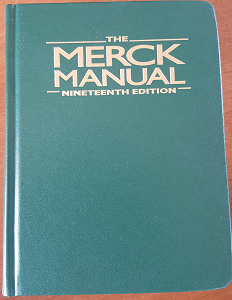 THE
MERCK
MANUAL
NINETEENTH EDITION